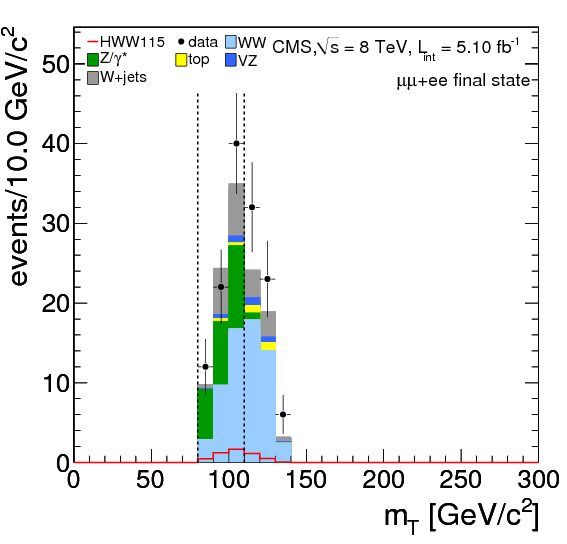 HWW115 data WW CMS,√s = 8 TeV, L_int = 5.10 fb⁻¹
Z/γ* top VZ
W+jets μμ+ee final state
events/10.0 GeV/c²
50
40
30
20
10
0
0 50 100 150 200 250 300
m_T [GeV/c²]